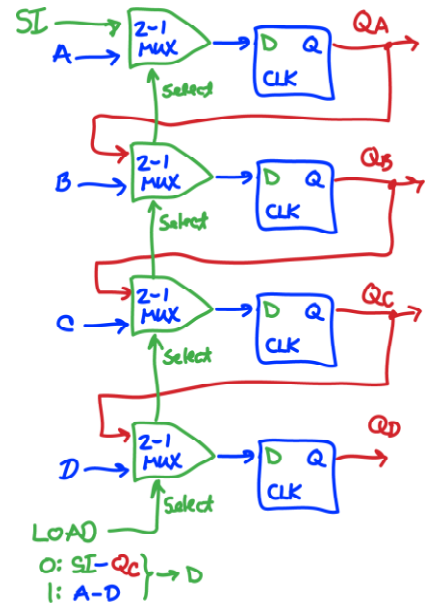 SI
2-1
MUX
D Q
CLK
QA
A
Select
2-1
MUX
D Q
CLK
QB
B
Select
2-1
MUX
D Q
CLK
QC
C
Select
2-1
MUX
D Q
CLK
QD
D
Select
LOAD
0: SI-QC
1: A-D
→ D